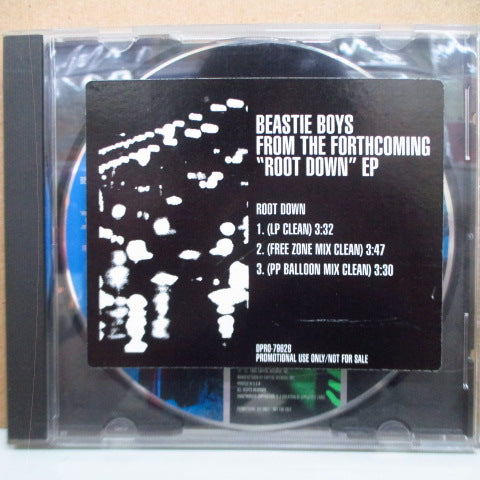 BEASTIE BOYS
FROM THE FORTHCOMING
"ROOT DOWN" EP
ROOT DOWN
1. (LP CLEAN) 3:32
2. (FREE ZONE MIX CLEAN) 3:47
3. (PP BALLOON MIX CLEAN) 3:30
DPRO-79826
PROMOTIONAL USE ONLY/NOT FOR SALE